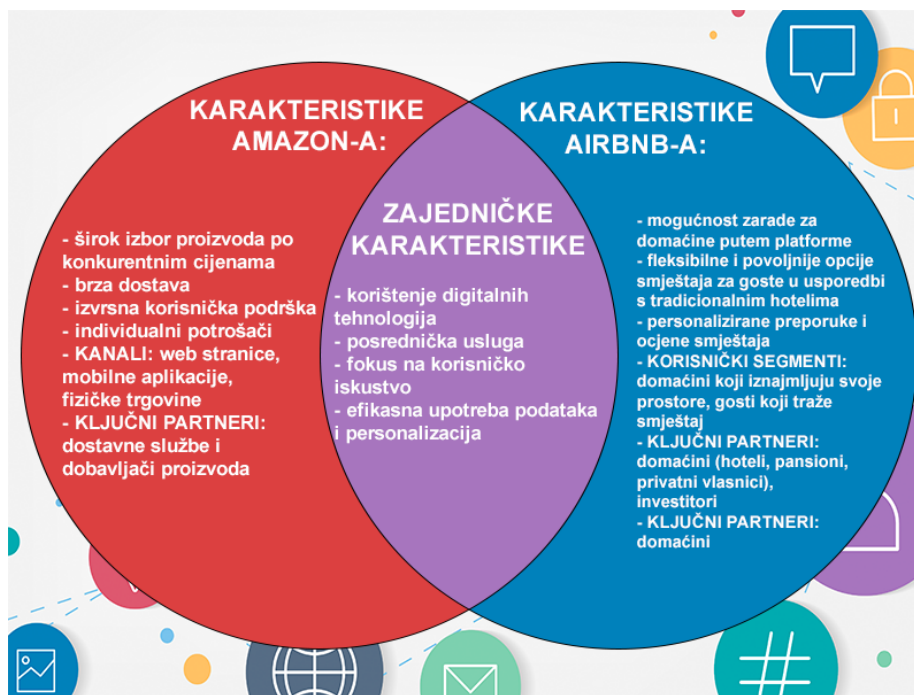 KARAKTERISTIKE
AMAZON-A:
- širok izbor proizvoda po
konkurentnim cijenama
- brza dostava
- izvrsna korisnička podrška
- individualni potrošači
- KANALI: web stranice,
mobilne aplikacije,
fizičke trgovine
- KLJUČNI PARTNERI:
dostavne službe i
dobavljači proizvoda
ZAJEDNIČKE
KARAKTERISTIKE
- korištenje digitalnih
tehnologija
- posrednička usluga
- fokus na korisničko
iskustvo
- efikasna upotreba podataka
i personalizacija
KARAKTERISTIKE
AIRBNB-A:
- mogućnost zarade za
domaćine putem platforme
- fleksibilne i povoljnije opcije
smještaja za goste u usporedbi
s tradicionalnim hotelima
- personalizirane preporuke i
ocjene smještaja
- KORISNIČKI SEGMENTI:
domaćini koji iznajmljuju svoje
prostore, gosti koji traže
smještaj
- KLJUČNI PARTNERI:
domaćini (hoteli, pansioni,
privatni vlasnici),
investitori
- KLJUČNI PARTNERI:
domaćini